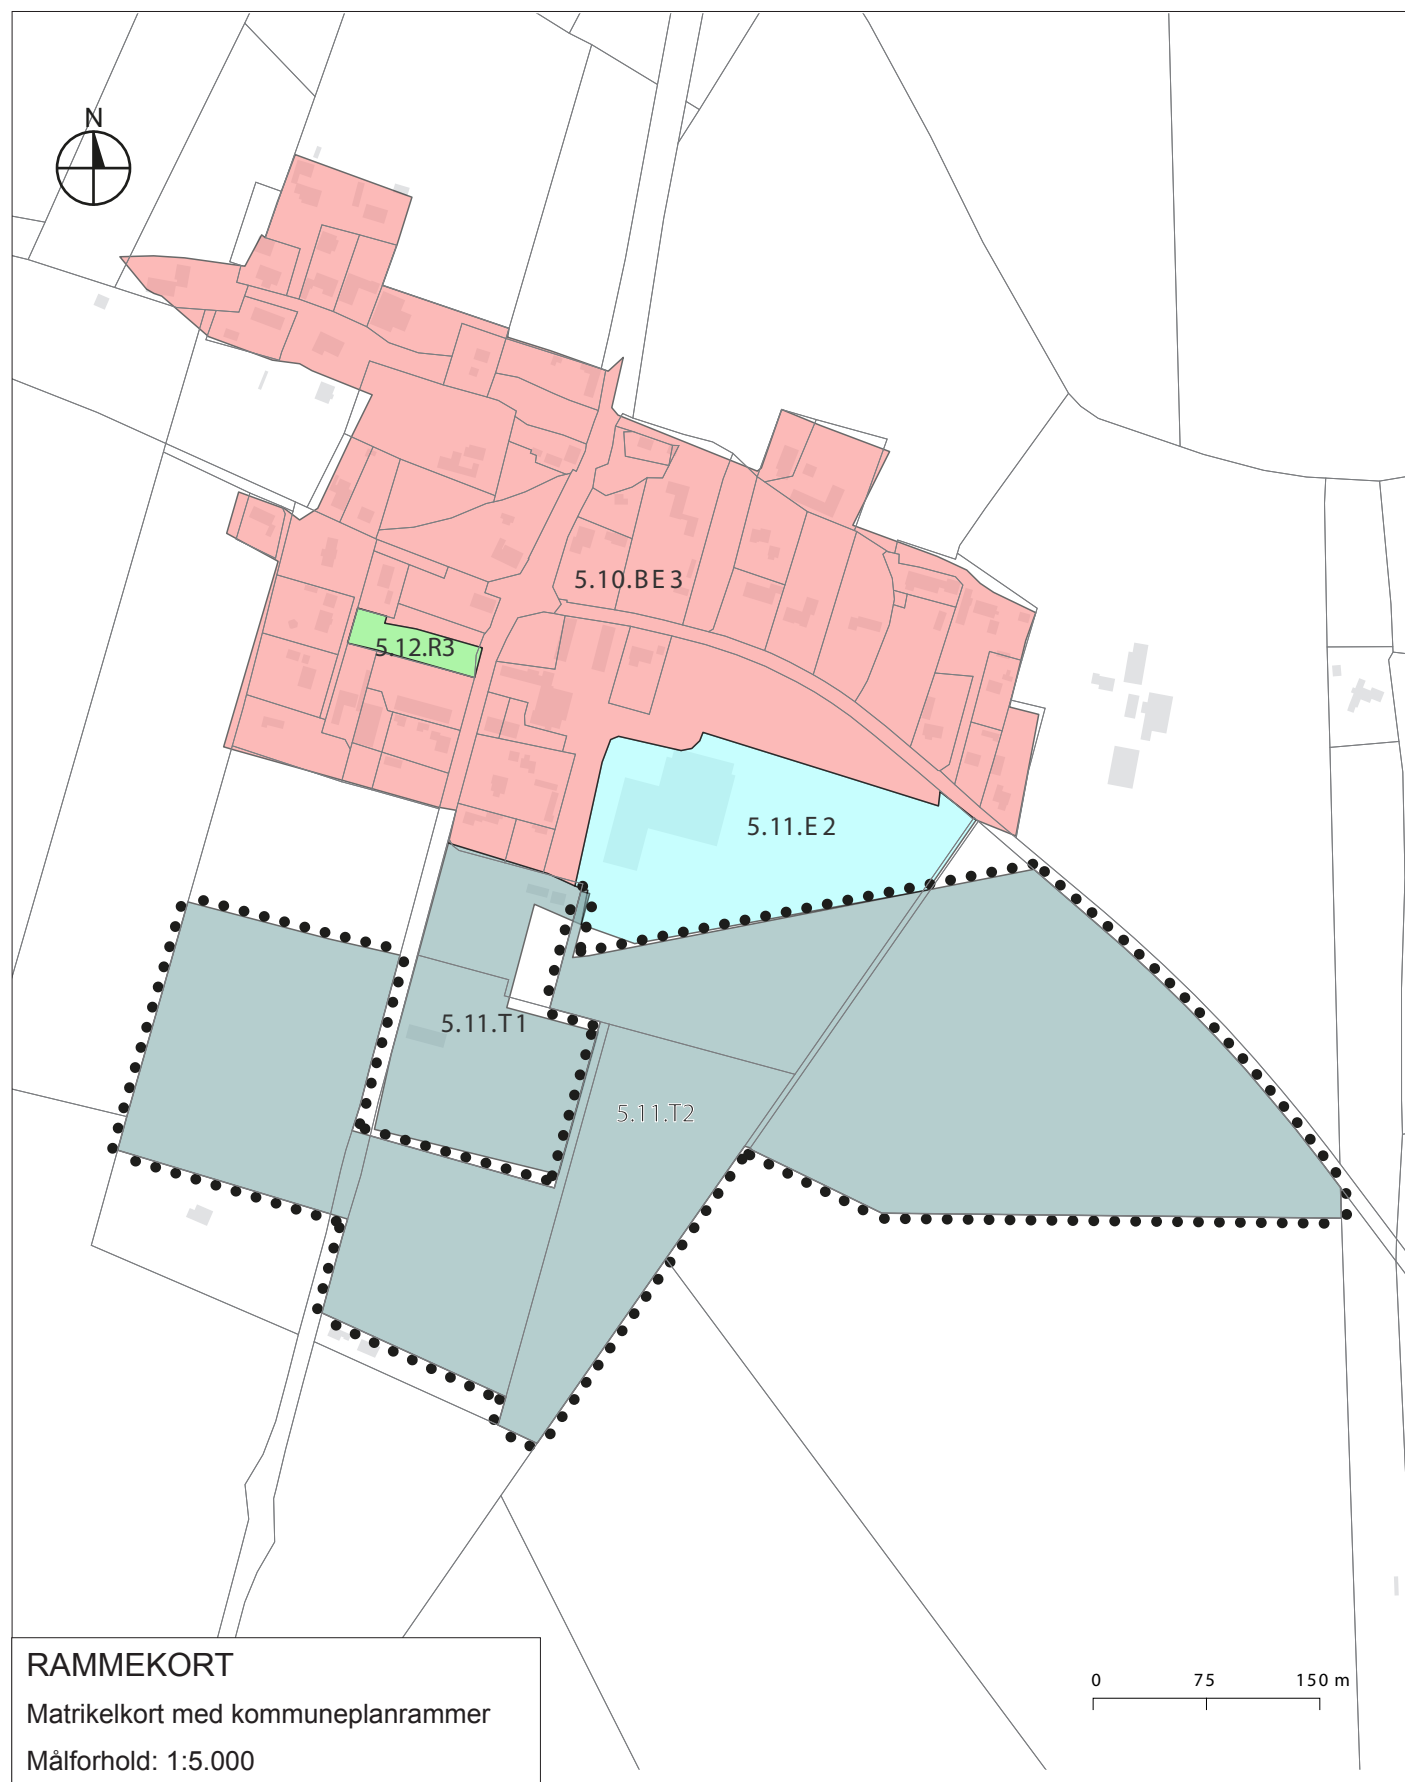 N
5.10.BE3
5.12.R3
5.11.E2
5.11.T1
5.11.T2
RAMMEKORT
Matrikelkort med kommuneplanrammer
Målforhold: 1:5.000
0 75 150 m